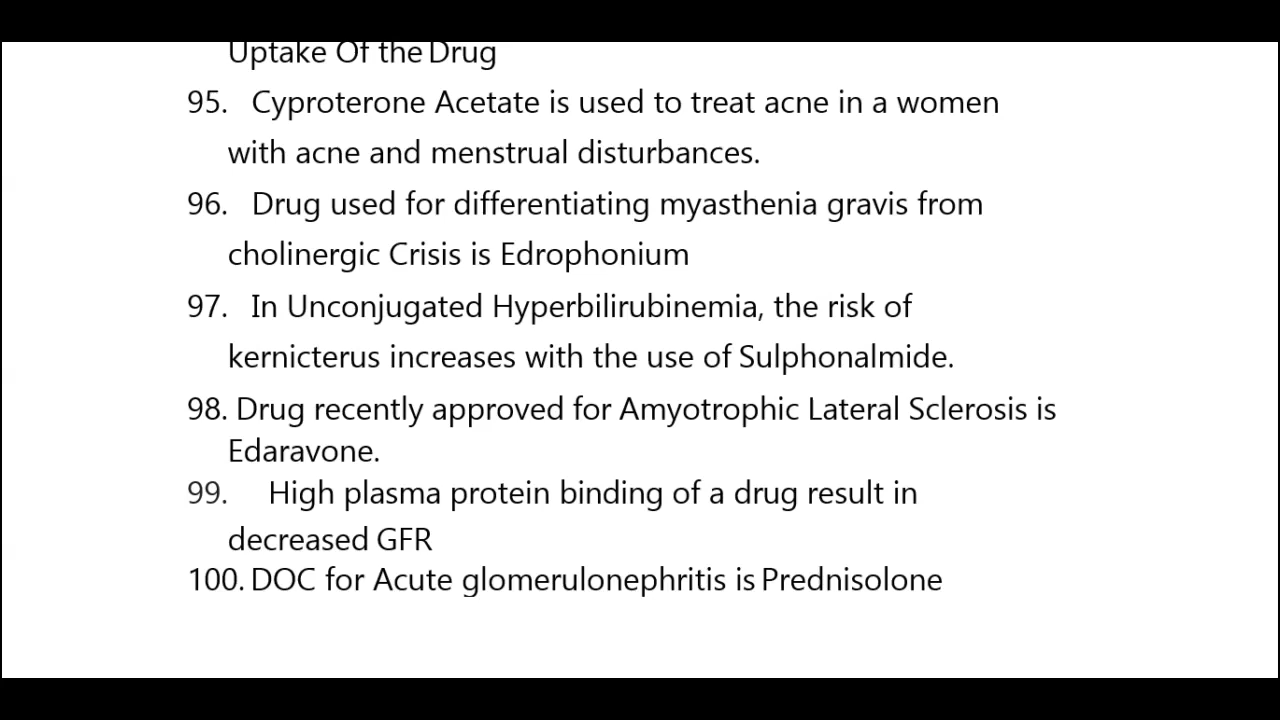 Uptake Of the Drug
95. Cyproterone Acetate is used to treat acne in a women
with acne and menstrual disturbances.
96. Drug used for differentiating myasthenia gravis from
cholinergic Crisis is Edrophonium
97. In Unconjugated Hyperbilirubinemia, the risk of
kernicterus increases with the use of Sulphonalmide.
98. Drug recently approved for Amyotrophic Lateral Sclerosis is
Edaravone.
99. High plasma protein binding of a drug result in
decreased GFR
100. DOC for Acute glomerulonephritis is Prednisolone